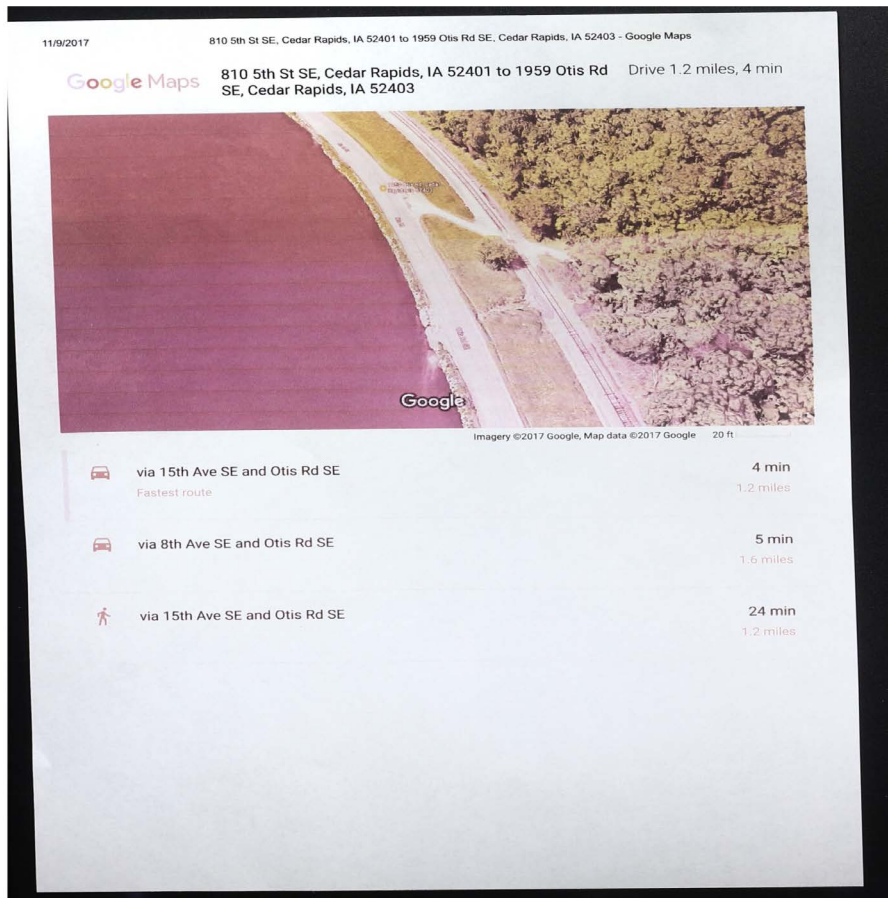 11/9/2017
810 5th St SE, Cedar Rapids, IA 52401 to 1959 Otis Rd SE, Cedar Rapids, IA 52403 - Google Maps
Google Maps
810 5th St SE, Cedar Rapids, IA 52401 to 1959 Otis Rd
SE, Cedar Rapids, IA 52403
Drive 1.2 miles, 4 min
Google
Imagery ©2017 Google, Map data ©2017 Google
20 ft
via 15th Ave SE and Otis Rd SE
4 min
Fastest route
1.2 miles
via 8th Ave SE and Otis Rd SE
5 min
1.6 miles
via 15th Ave SE and Otis Rd SE
24 min
1.2 miles